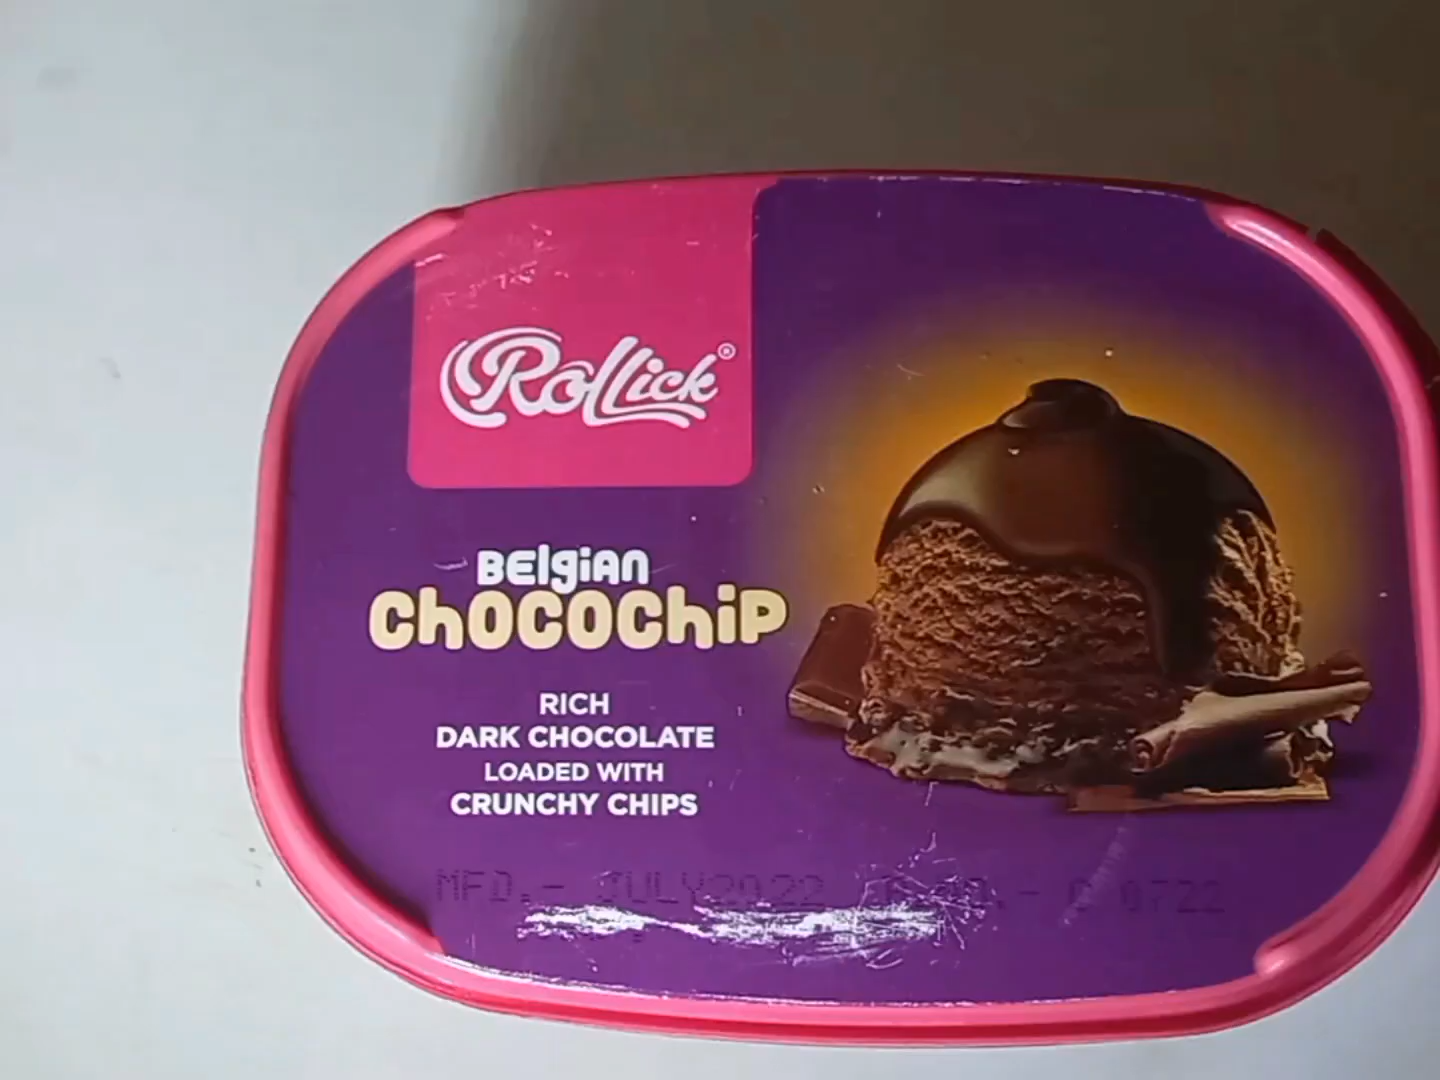 Rollick®
BElgiAN
ChOCOChiP
RICH
DARK CHOCOLATE
LOADED WITH
CRUNCHY CHIPS
MFD.- JULY2022